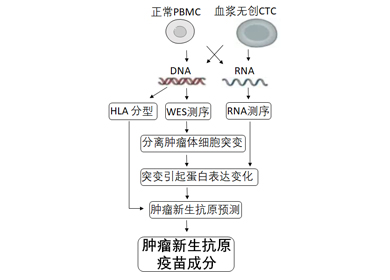 正常PBMC
血浆无创CTC
DNA
RNA
HLA 分型
WES测序
RNA测序
分离肿瘤体细胞突变
突变引起蛋白表达变化
肿瘤新生抗原预测
肿瘤新生抗原
疫苗成分